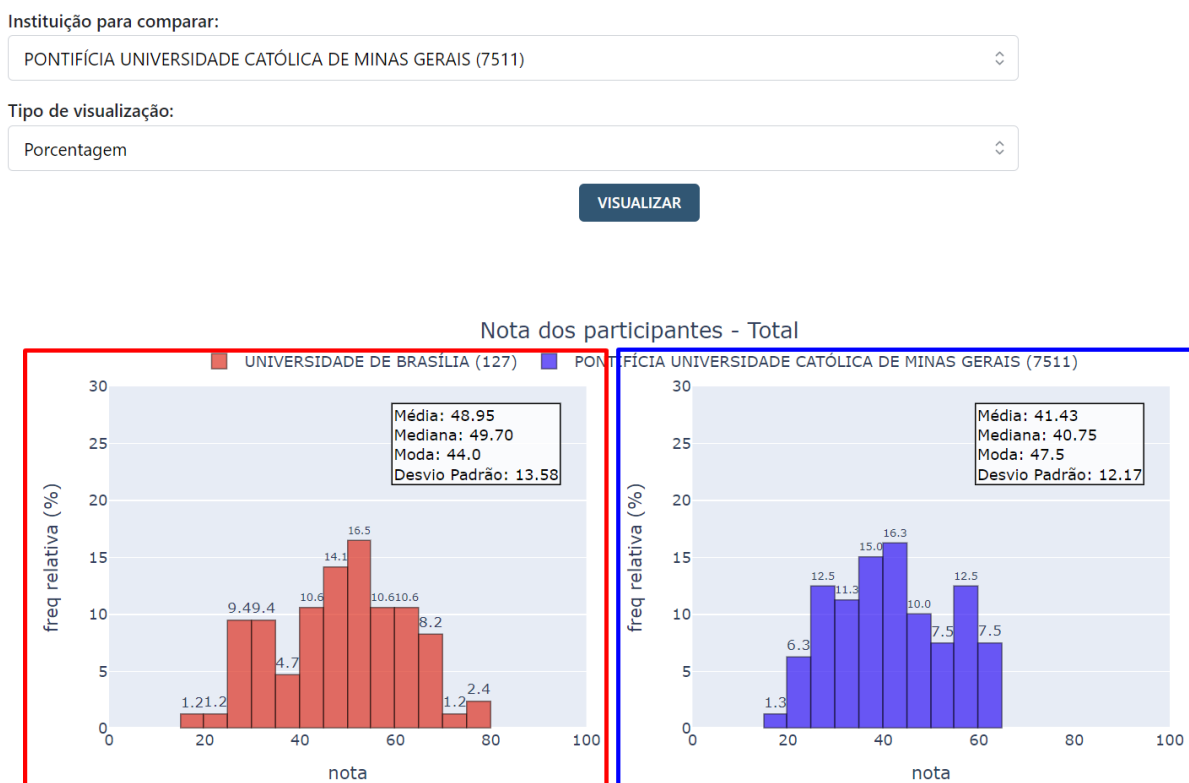 Instituição para comparar:
PONTIFÍCIA UNIVERSIDADE CATÓLICA DE MINAS GERAIS (7511)
Tipo de visualização:
Porcentagem
VISUALIZAR
Nota dos participantes - Total
UNIVERSIDADE DE BRASÍLIA (127) PONTIFÍCIA UNIVERSIDADE CATÓLICA DE MINAS GERAIS (7511)
Média: 48.95
Mediana: 49.70
Moda: 44.0
Desvio Padrão: 13.58
freq relativa (%)
30
25
20
15
10
5
0
1.2
1.2
9.4
9.4
4.7
10.6
14.1
16.5
10.6
10.6
8.2
1.2
2.4
0 20 40 60 80 100
nota
Média: 41.43
Mediana: 40.75
Moda: 47.5
Desvio Padrão: 12.17
freq relativa (%)
30
25
20
15
10
5
0
1.3
6.3
12.5
11.3
15.0
16.3
10.0
7.5
12.5
7.5
0 20 40 60 80 100
nota